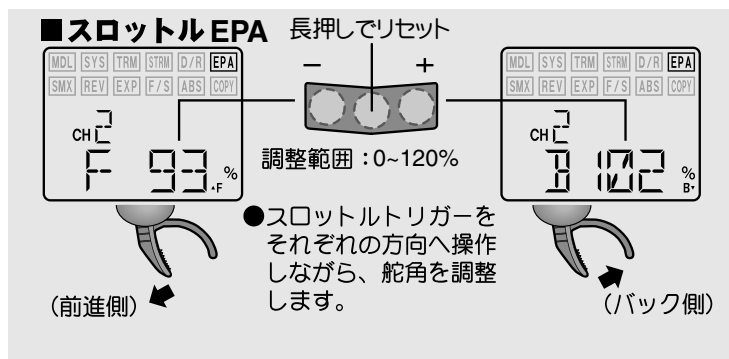 ■スロットルEPA
長押しでリセット
− +
MDL SYS TRM STRM D/R EPA
SMX REV EXP F/S ABS COPY
CH2
F 93 %
▲F
MDL SYS TRM STRM D/R EPA
SMX REV EXP F/S ABS COPY
CH2
B 102 %
B▼
調整範囲：0~120%
●スロットルトリガーを
それぞれの方向へ操作
しながら、舵角を調整
します。
（前進側）
（バック側）